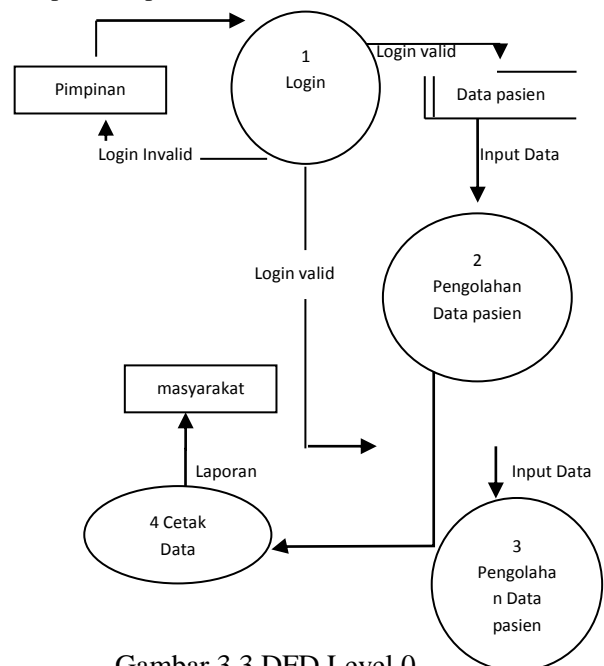 1
Login
Login valid
Pimpinan
Data pasien
Login Invalid
Input Data
2
Pengolahan
Data pasien
Login valid
masyarakat
Laporan
Input Data
4 Cetak
Data
3
Pengolaha
n Data
pasien
Gambar 3.3 DFD Level 0